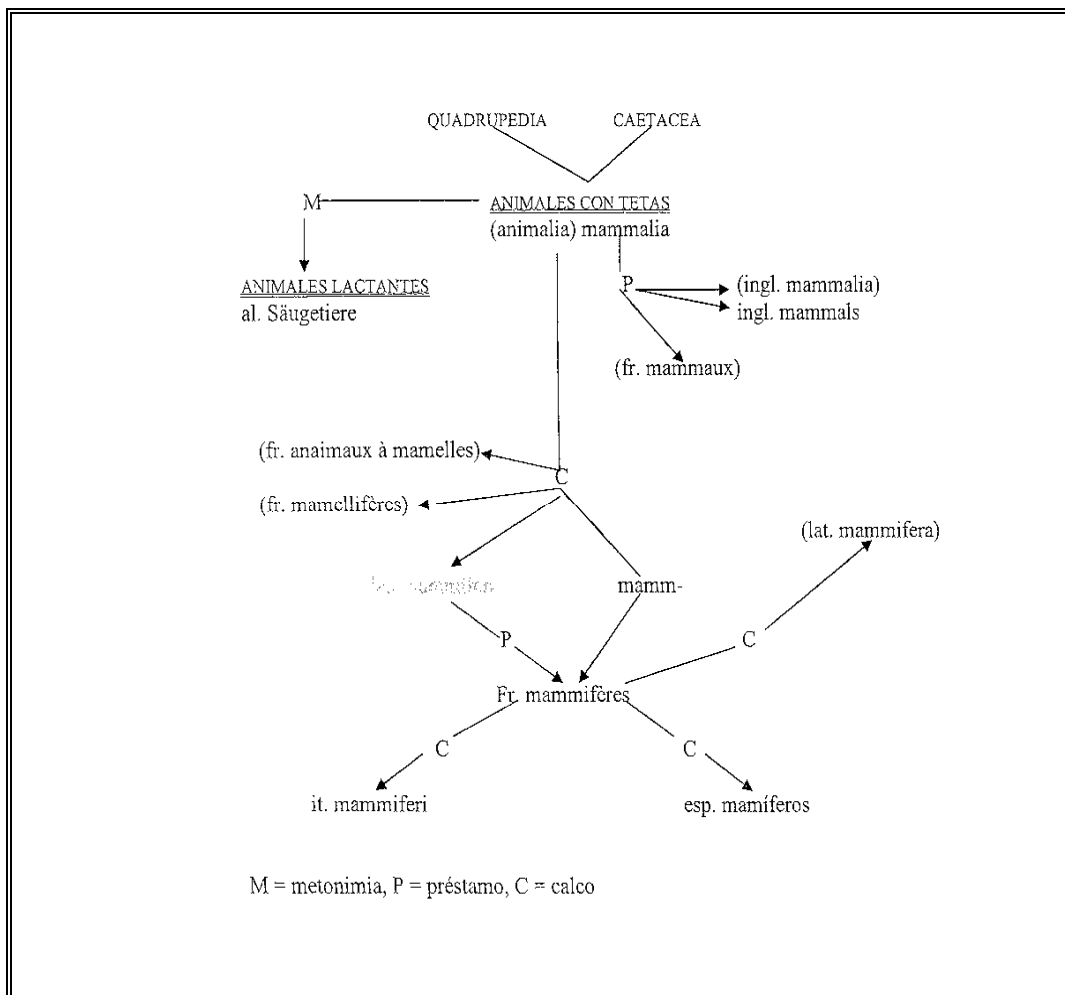 QUADRUPEDIA CAETACEA
M
ANIMALES CON TETAS
(animalia) mammalia
ANIMALES LACTANTES
al. Säugetiere
P
(ingl. mammalia)
ingl. mammals
(fr. mammaux)
(fr. anaimaux à mamelles)
C
(fr. mamellifères)
(lat. mammifera)
mamm-
P
C
Fr. mammifères
C
C
it. mammiferi
esp. mamíferos
M = metonimia, P = préstamo, C = calco